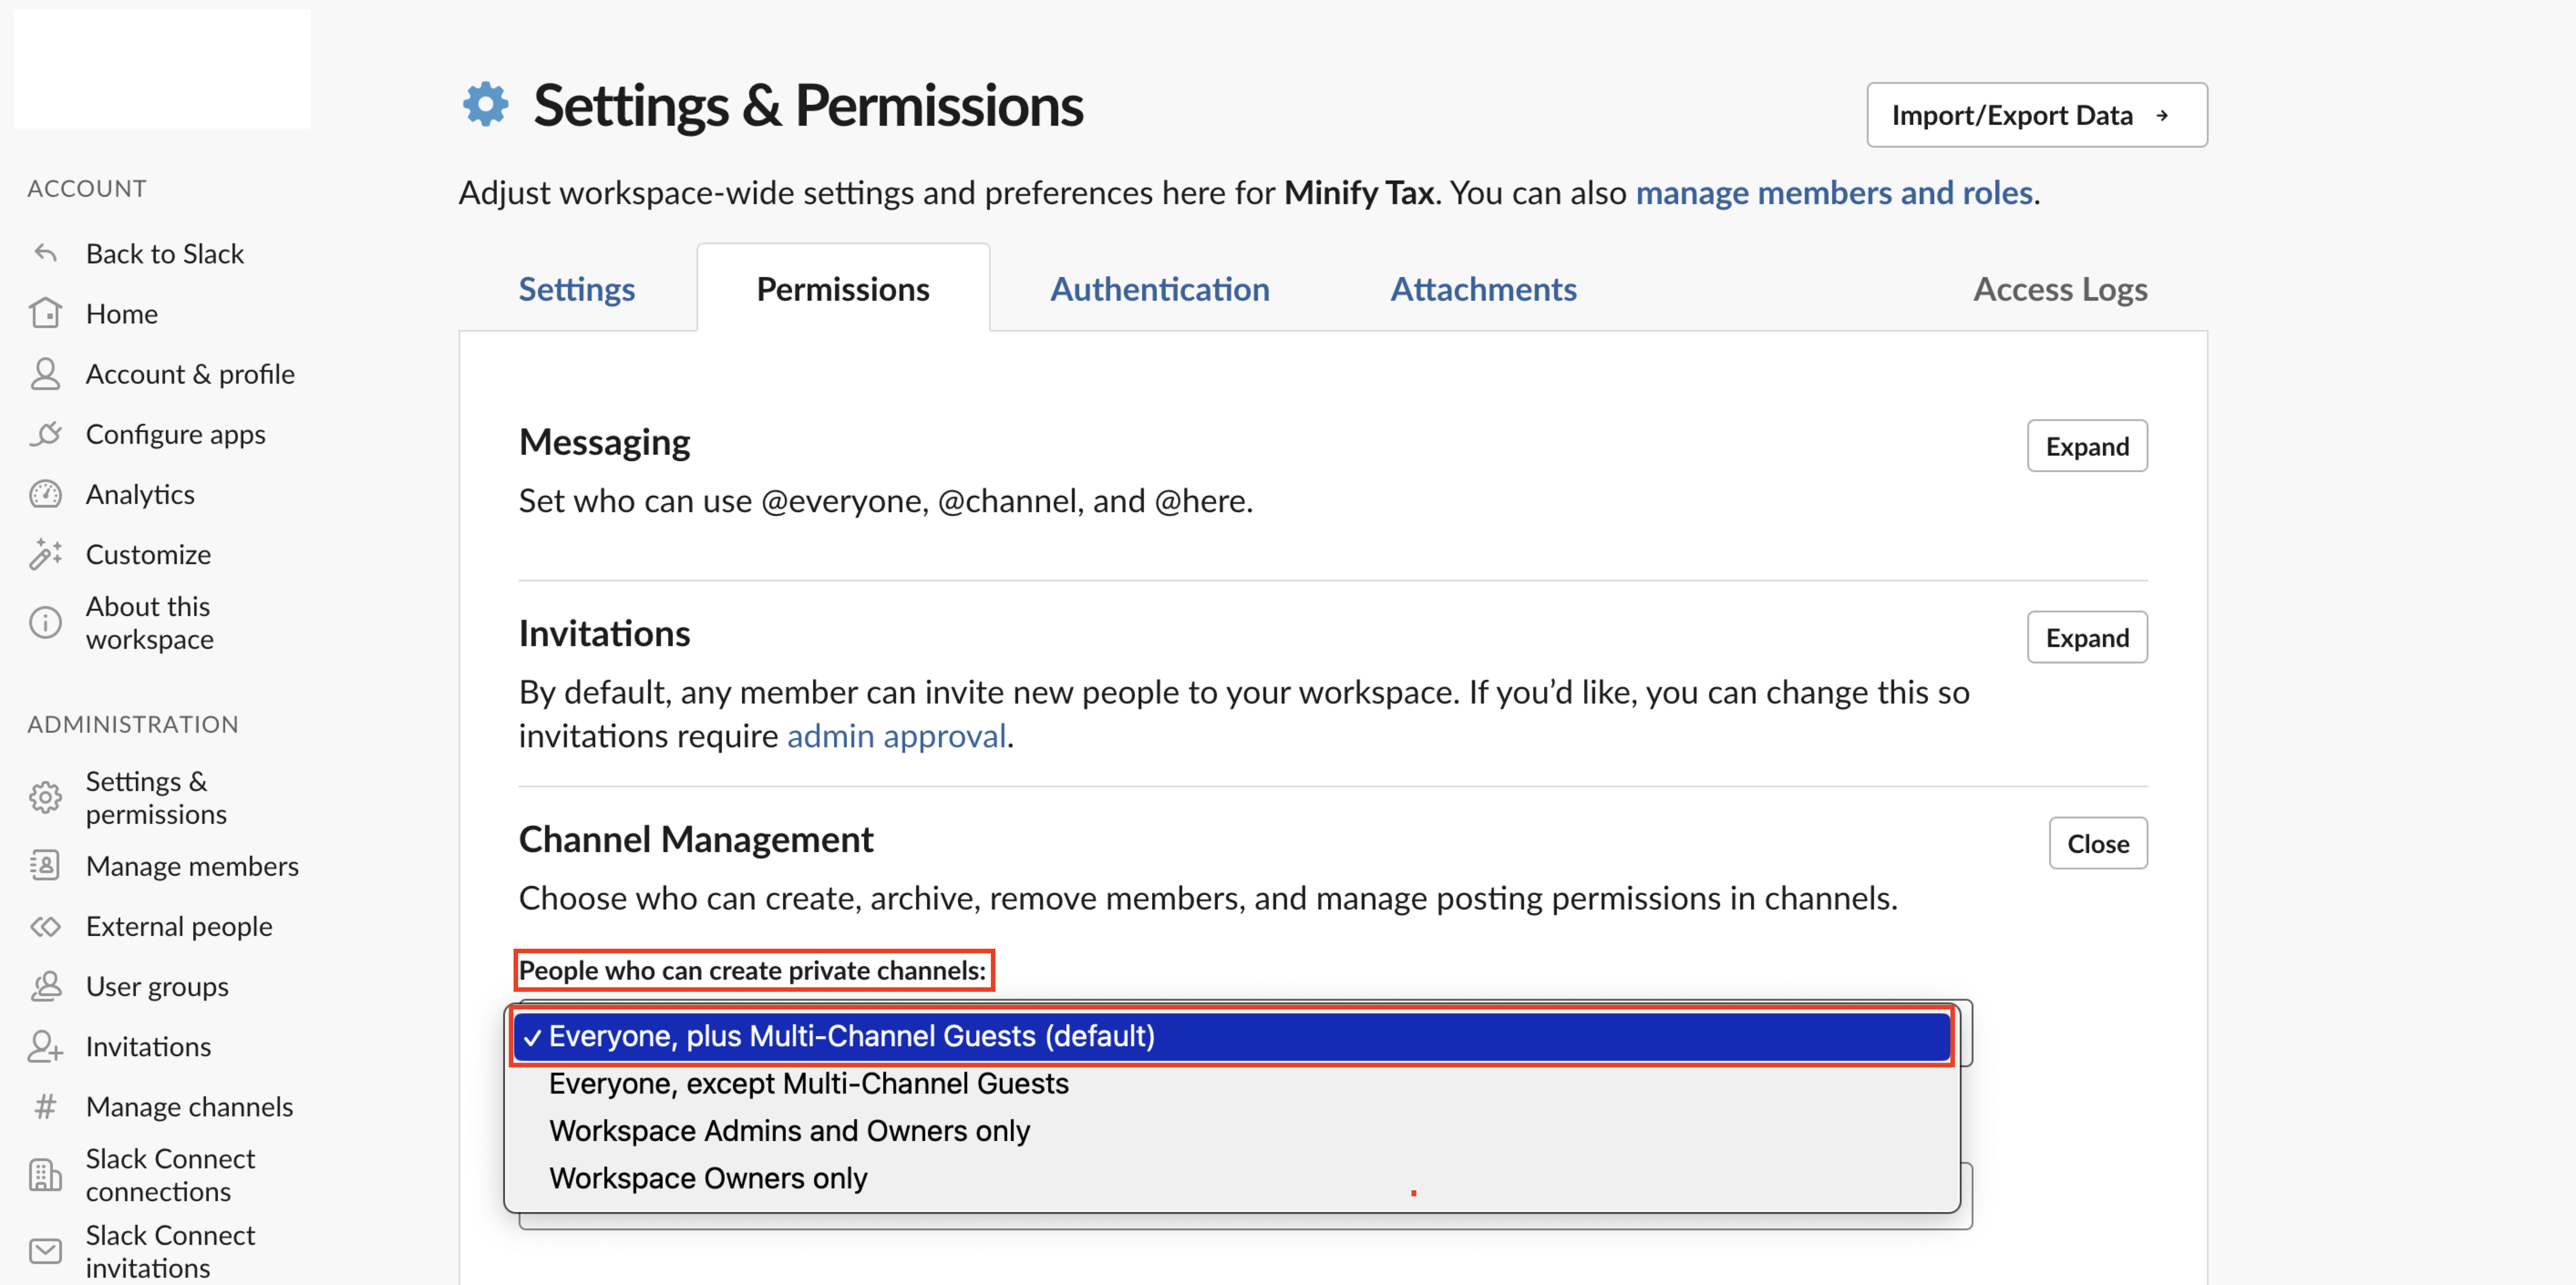 ACCOUNT
Back to Slack
Home
Account & profile
Configure apps
Analytics
Customize
About this
workspace
ADMINISTRATION
Settings &
permissions
Manage members
External people
User groups
Invitations
Manage channels
Slack Connect
connections
Slack Connect
invitations
Settings & Permissions
Import/Export Data →
Adjust workspace-wide settings and preferences here for Minify Tax. You can also manage members and roles.
Settings
Permissions
Authentication
Attachments
Access Logs
Messaging
Expand
Set who can use @everyone, @channel, and @here.
Invitations
Expand
By default, any member can invite new people to your workspace. If you’d like, you can change this so
invitations require admin approval.
Channel Management
Close
Choose who can create, archive, remove members, and manage posting permissions in channels.
People who can create private channels:
✓ Everyone, plus Multi-Channel Guests (default)
Everyone, except Multi-Channel Guests
Workspace Admins and Owners only
Workspace Owners only